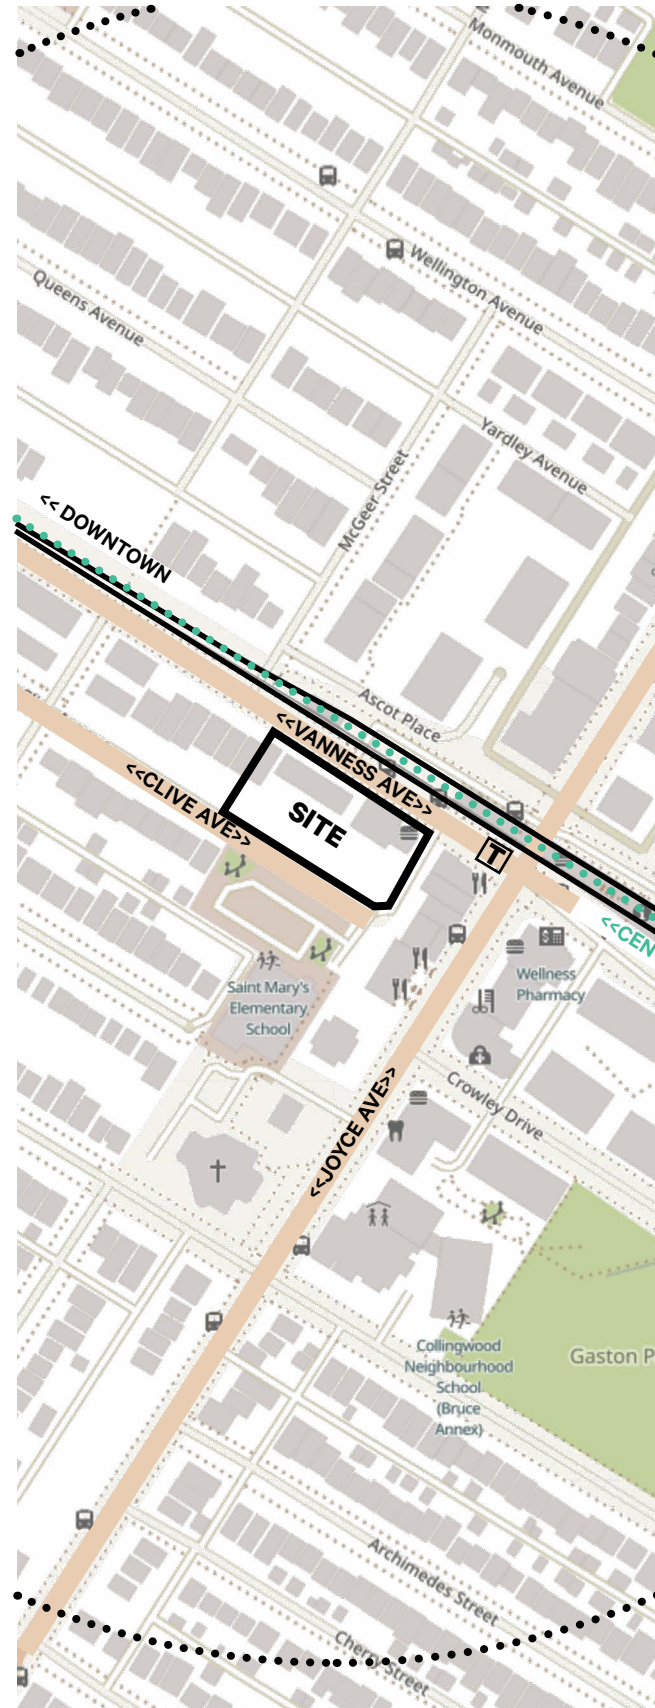 Monmouth Avenue
Wellington Avenue
Queens Avenue
Yardley Avenue
McGeer Street
<< DOWNTOWN
Ascot Place
<<VANNESS AVE>>
<<CLIVE AVE>>
SITE
T
<<CEN
Wellness
Pharmacy
Saint Mary's
Elementary
School
Crowley Drive
<<JOYCE AVE>>
Gaston P
Collingwood
Neighbourhood
School
(Bruce
Annex)
Archimedes Street
Cherry Street